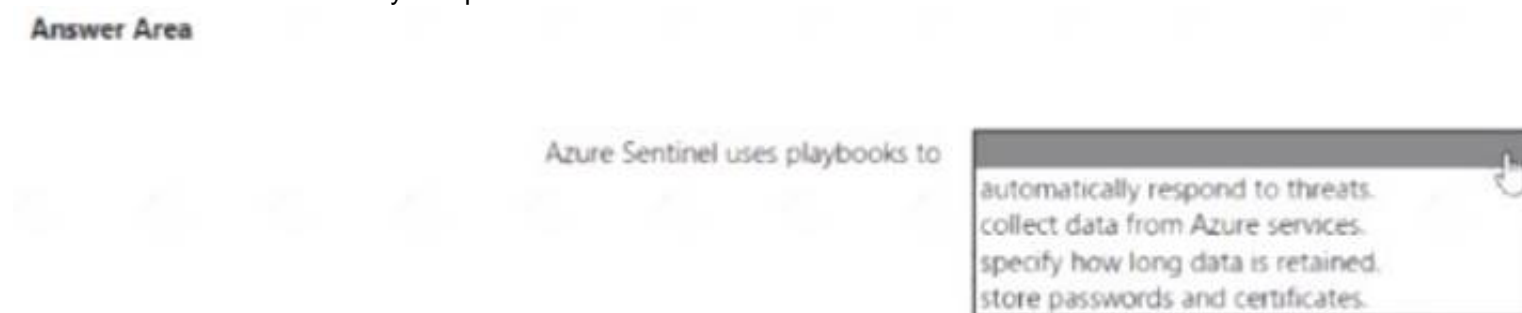 Answer Area
Azure Sentinel uses playbooks to
automatically respond to threats.
collect data from Azure services.
specify how long data is retained.
store passwords and certificates.